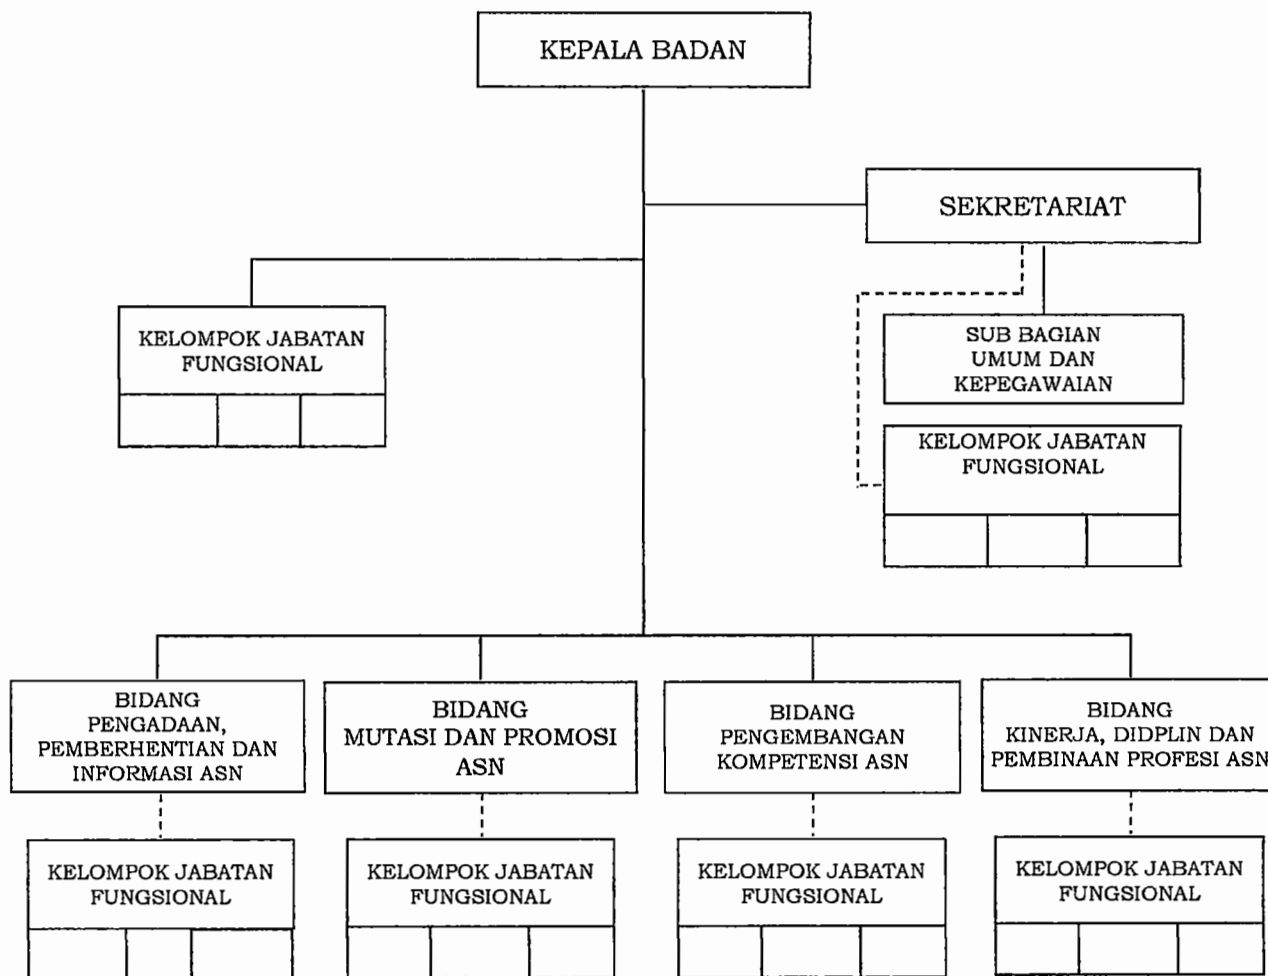 KEPALA BADAN
SEKRETARIAT
KELOMPOK JABATAN
FUNGSIONAL
SUB BAGIAN
UMUM DAN
KEPEGAWAIAN
KELOMPOK JABATAN
FUNGSIONAL
BIDANG
PENGADAAN,
PEMBERHENTIAN DAN
INFORMASI ASN
BIDANG
MUTASI DAN PROMOSI
ASN
BIDANG
PENGEMBANGAN
KOMPETENSI ASN
BIDANG
KINERJA, DIDPLIN DAN
PEMBINAAN PROFESI ASN
KELOMPOK JABATAN
FUNGSIONAL
KELOMPOK JABATAN
FUNGSIONAL
KELOMPOK JABATAN
FUNGSIONAL
KELOMPOK JABATAN
FUNGSIONAL